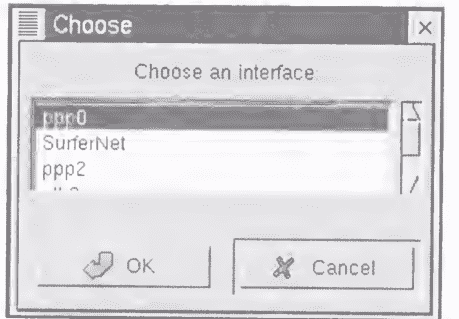 Choose
Choose an interface
ppp0
SurferNet
ppp2
OK
Cancel